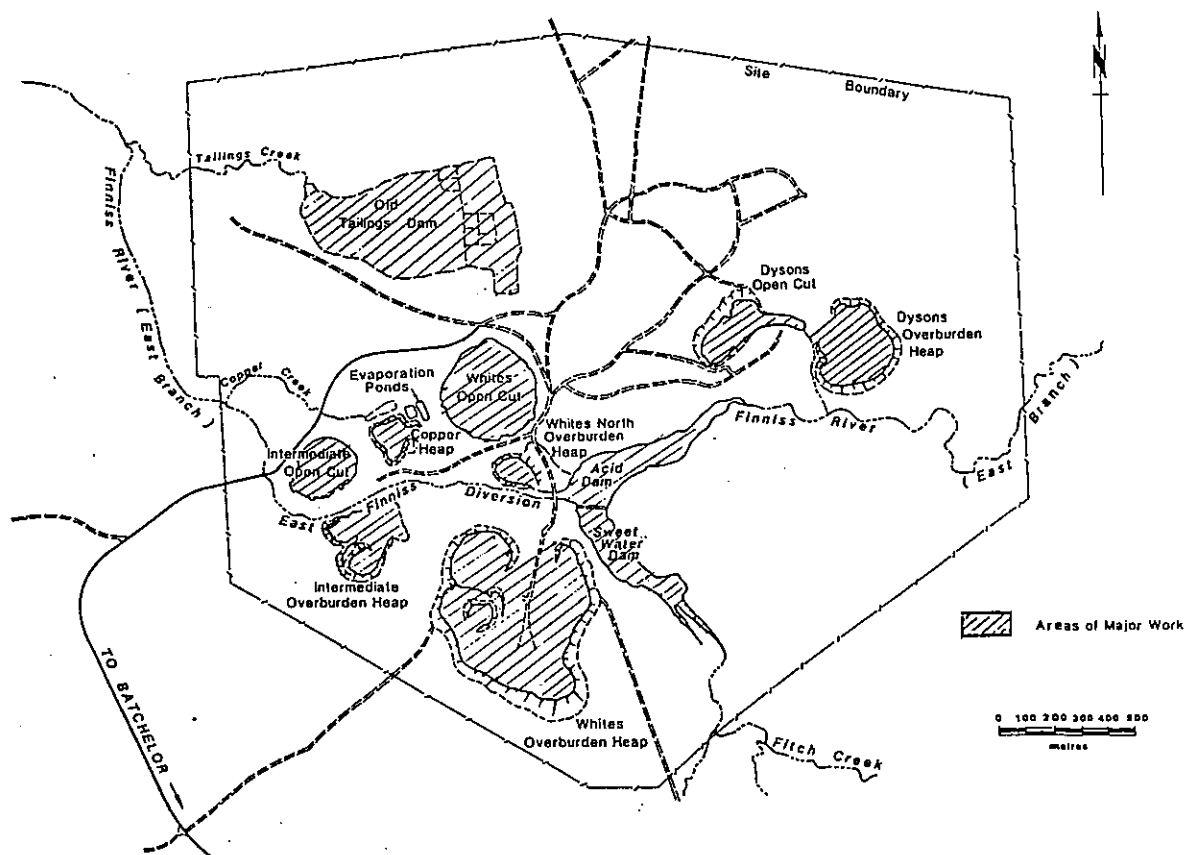 N
Site
Boundary
Tailings Creek
Old
Tailings Dam
Finniss River (East Branch)
Dysons
Open Cut
Dysons
Overburden
Heap
Copper Creek
Evaporation
Ponds
Whites
Open Cut
Copper
Heap
Whites North
Overburden
Heap
Finniss River (East Branch)
Intermediate
Open Cut
Acid
Dam
East Finniss Diversion
Sweet
Water
Dam
Intermediate
Overburden Heap
Areas of Major Work
TO BATCHELOR
Whites
Overburden Heap
0 100 200 300 400 500
metres
Fitch Creek